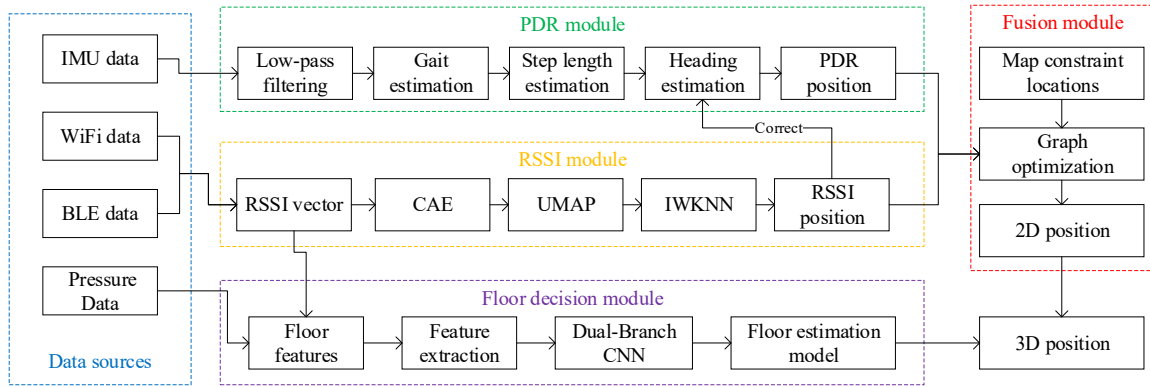 IMU data
WiFi data
BLE data
Pressure
Data
Data sources
PDR module
Low-pass
filtering
Gait
estimation
Step length
estimation
Heading
estimation
PDR
position
Correct
RSSI module
RSSI vector
CAE
UMAP
IWKNN
RSSI
position
Floor decision module
Floor
features
Feature
extraction
Dual-Branch
CNN
Floor estimation
model
Fusion module
Map constraint
locations
Graph
optimization
2D position
3D position